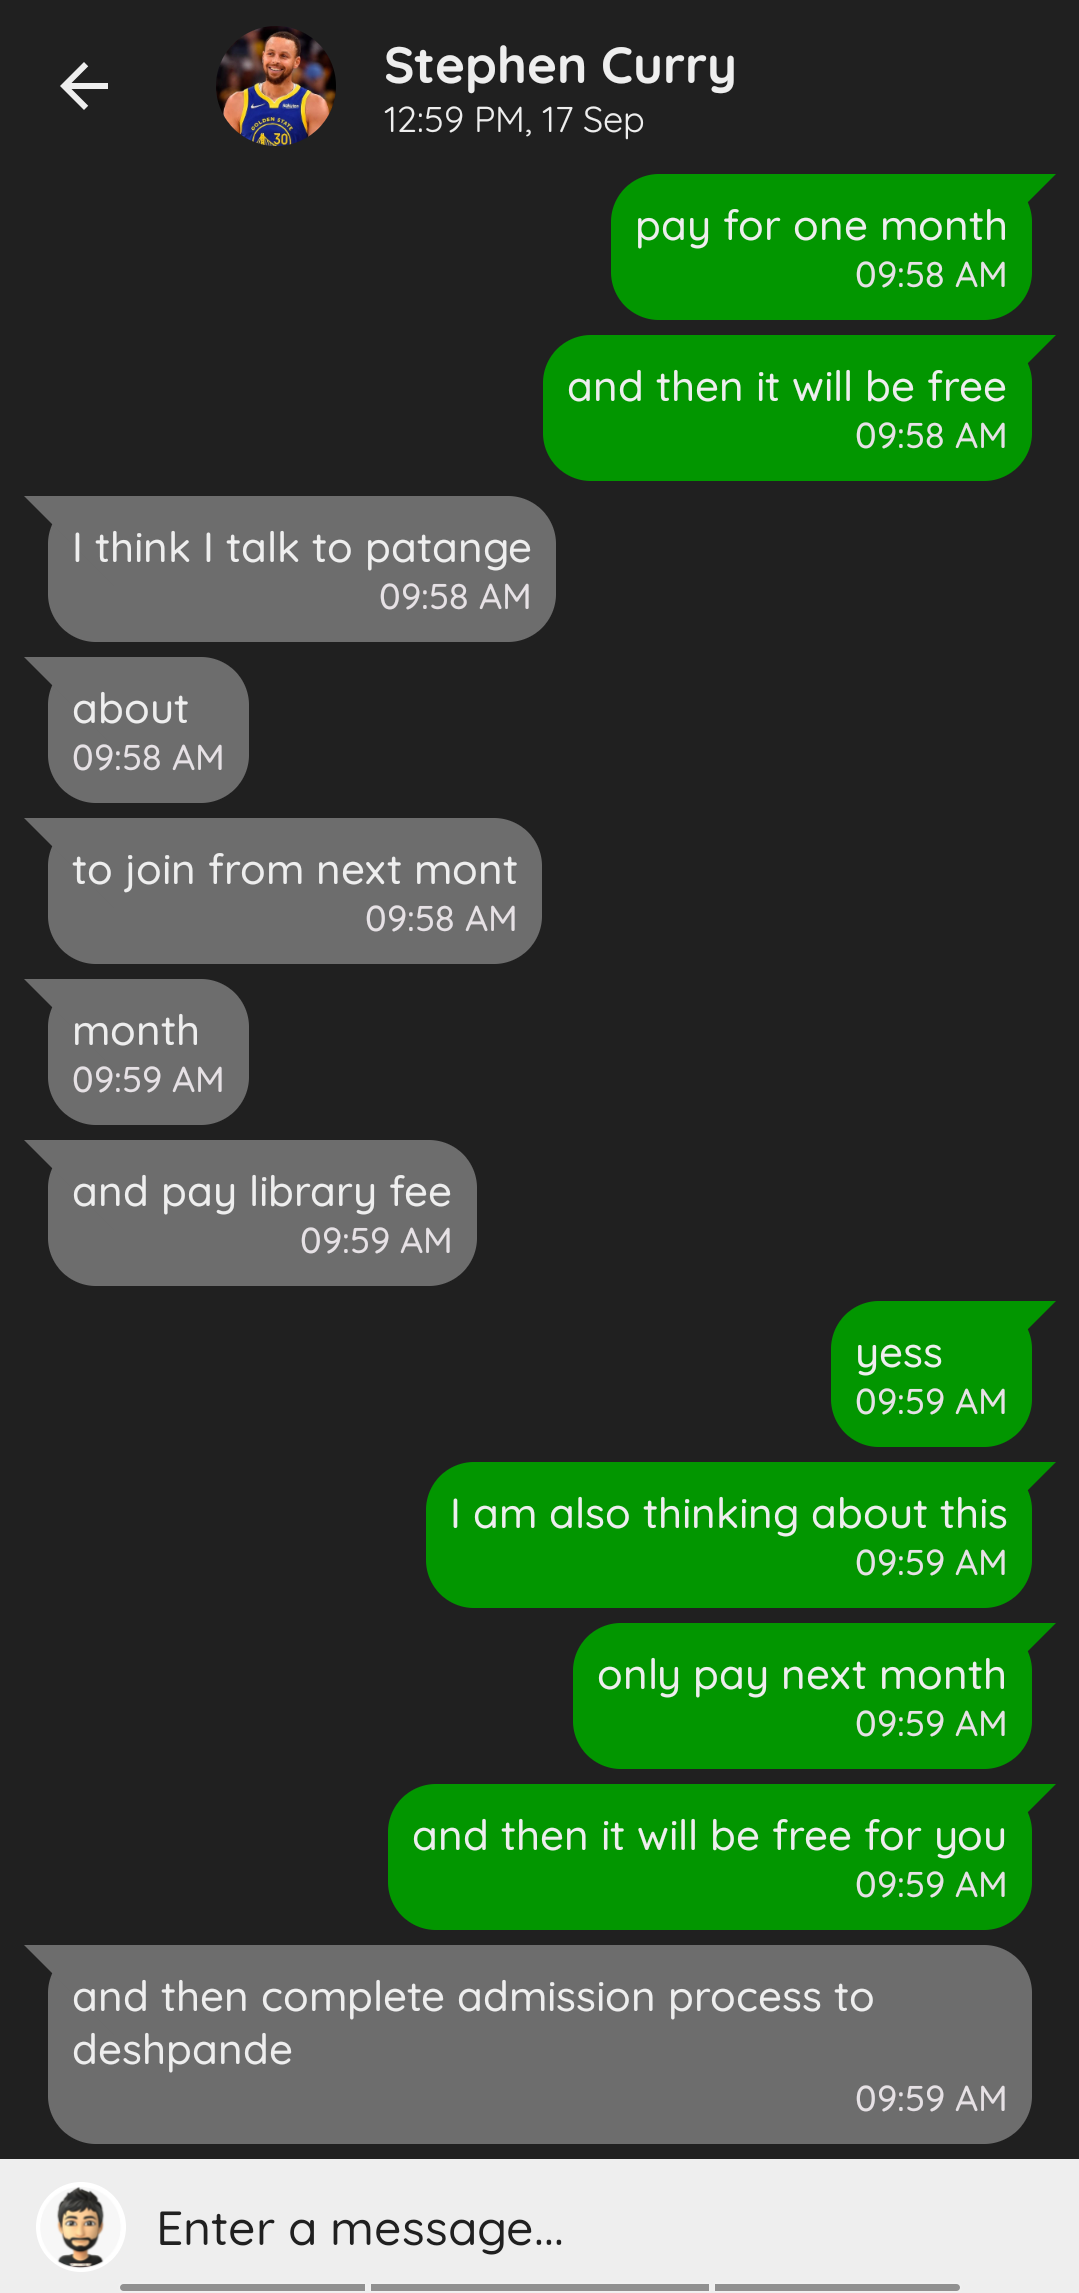 Stephen Curry
12:59 PM, 17 Sep
GOLDEN STATE
30
pay for one month
09:58 AM
and then it will be free
09:58 AM
I think I talk to patange
09:58 AM
about
09:58 AM
to join from next mont
09:58 AM
month
09:59 AM
and pay library fee
09:59 AM
yess
09:59 AM
I am also thinking about this
09:59 AM
only pay next month
09:59 AM
and then it will be free for you
09:59 AM
and then complete admission process to
deshpande
09:59 AM
Enter a message...